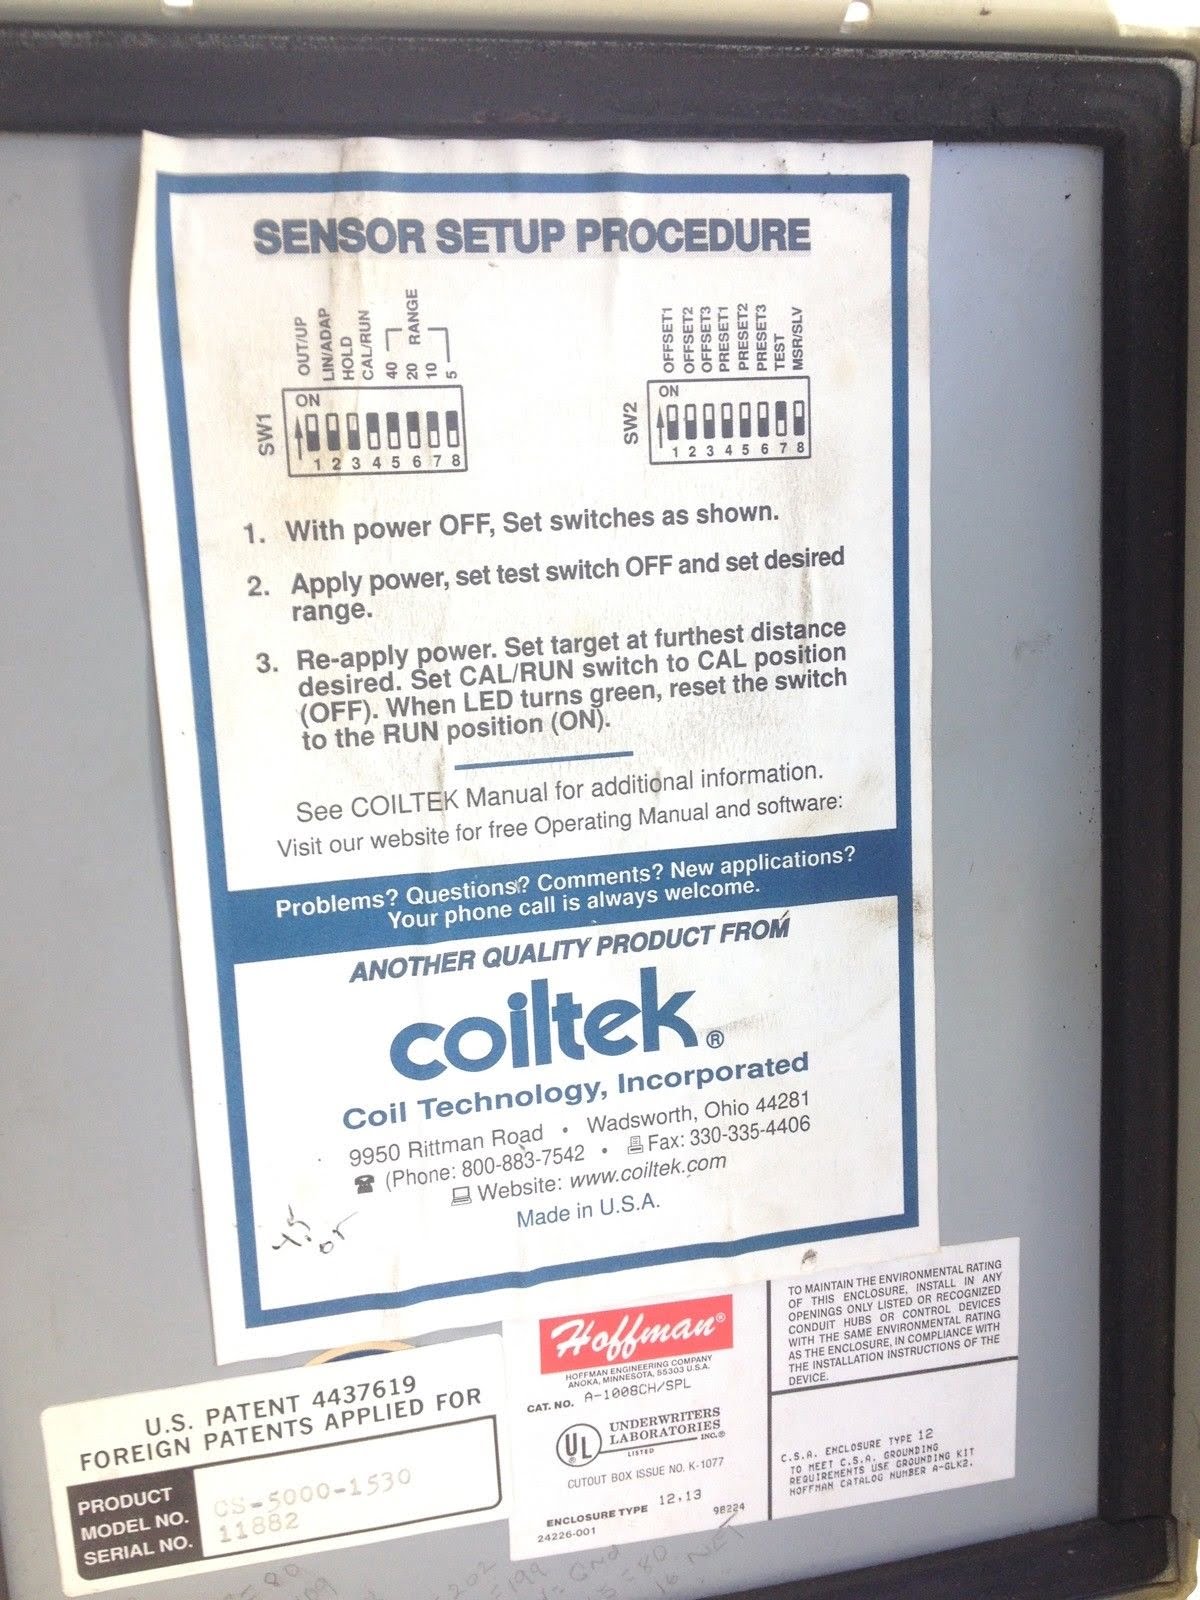 SENSOR SETUP PROCEDURE
OUT/UP
LIN/ADAP
HOLD
CAL/RUN
40
20
10
5
RANGE
SW1
ON
1 2 3 4 5 6 7 8
OFFSET1
OFFSET2
OFFSET3
PRESET1
PRESET2
PRESET3
TEST
MSR/SLV
SW2
ON
1 2 3 4 5 6 7 8
1. With power OFF, Set switches as shown.
2. Apply power, set test switch OFF and set desired
range.
3. Re-apply power. Set target at furthest distance
desired. Set CAL/RUN switch to CAL position
(OFF). When LED turns green, reset the switch
to the RUN position (ON).
See COILTEK Manual for additional information.
Visit our website for free Operating Manual and software:
Problems? Questions? Comments? New applications?
Your phone call is always welcome.
ANOTHER QUALITY PRODUCT FROM
coiltek®
Coil Technology, Incorporated
9950 Rittman Road • Wadsworth, Ohio 44281
(Phone: 800-883-7542 • Fax: 330-335-4406
Website: www.coiltek.com
Made in U.S.A.
or
U.S. PATENT 4437619
FOREIGN PATENTS APPLIED FOR
PRODUCT
MODEL NO. CS-5000-1530
SERIAL NO. 11882
Hoffman®
HOFFMAN ENGINEERING COMPANY
ANOKA, MINNESOTA, 55303 U.S.A.
CAT. NO. A-1008CH/SPL
UL
UNDERWRITERS
LABORATORIES
INC.®
LISTED
CUTOUT BOX ISSUE NO. K-1077
ENCLOSURE TYPE 12,13
24226-001 98224
TO MAINTAIN THE ENVIRONMENTAL RATING
OF THIS ENCLOSURE, INSTALL IN ANY
OPENINGS ONLY LISTED OR RECOGNIZED
CONDUIT HUBS OR CONTROL DEVICES
WITH THE SAME ENVIRONMENTAL RATING
AS THE ENCLOSURE, IN COMPLIANCE WITH
THE INSTALLATION INSTRUCTIONS OF THE
DEVICE.
C.S.A. ENCLOSURE TYPE 12
TO MEET C.S.A. GROUNDING
REQUIREMENTS USE GROUNDING KIT
HOFFMAN CATALOG NUMBER A-GLK2.